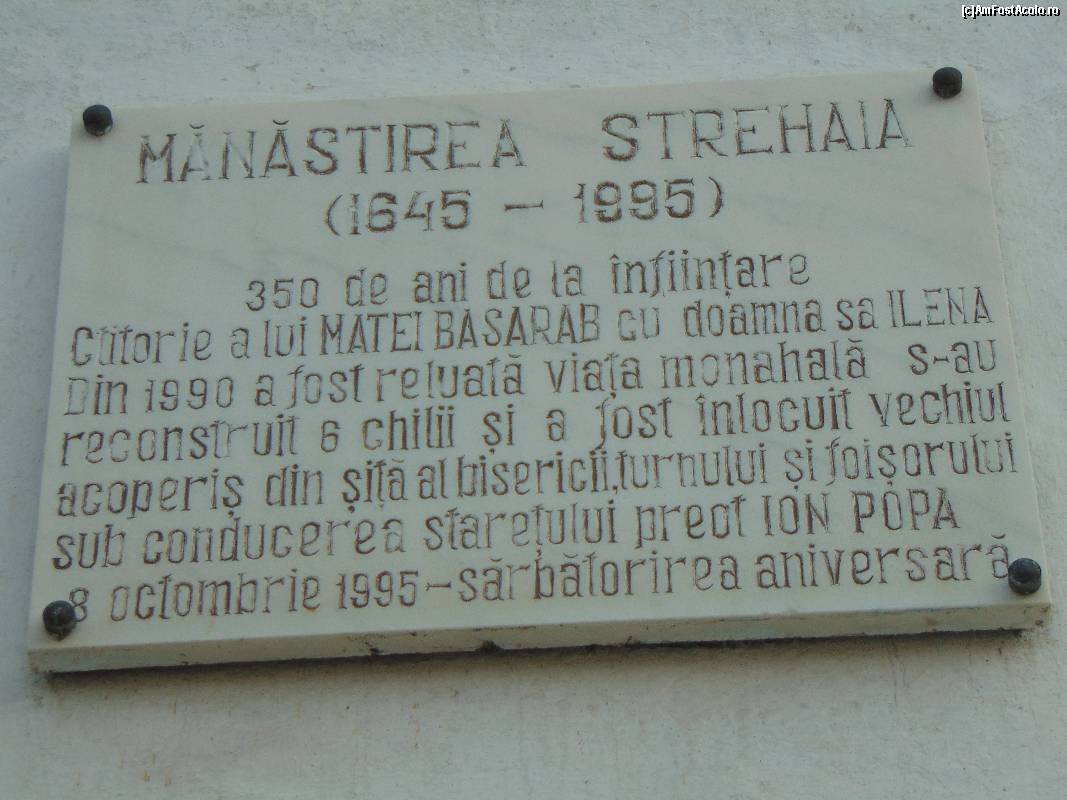 [c]AmFostAcolo.ro
MĂNĂSTIREA STREHAIA
(1645 - 1995)
350 de ani de la înființare
Ctitorie a lui MATEI BASARAB cu doamna sa ILENA
Din 1990 a fost reluată viața monahală s-au
reconstruit 6 chilii și a fost înlocuit vechiul
acoperiș din șiță al bisericii, turnului și foișorului
sub conducerea starețului preot ION POPA
8 octombrie 1995 - sărbătorirea aniversară